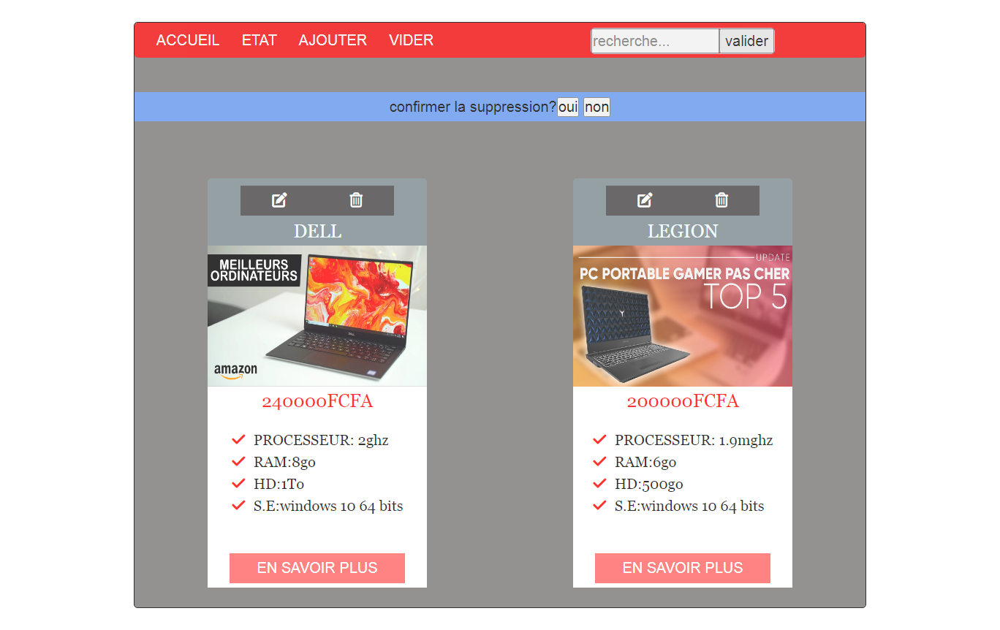 ACCUEIL ETAT AJOUTER VIDER recherche... valider
confirmer la suppression? oui non
DELL
MEILLEURS
ORDINATEURS
amazon
240000FCFA
PROCESSEUR: 2ghz
RAM:8go
HD:1To
S.E:windows 10 64 bits
EN SAVOIR PLUS
LEGION
UPDATE
PC PORTABLE GAMER PAS CHER
TOP 5
200000FCFA
PROCESSEUR: 1.9mghz
RAM:6go
HD:500go
S.E:windows 10 64 bits
EN SAVOIR PLUS